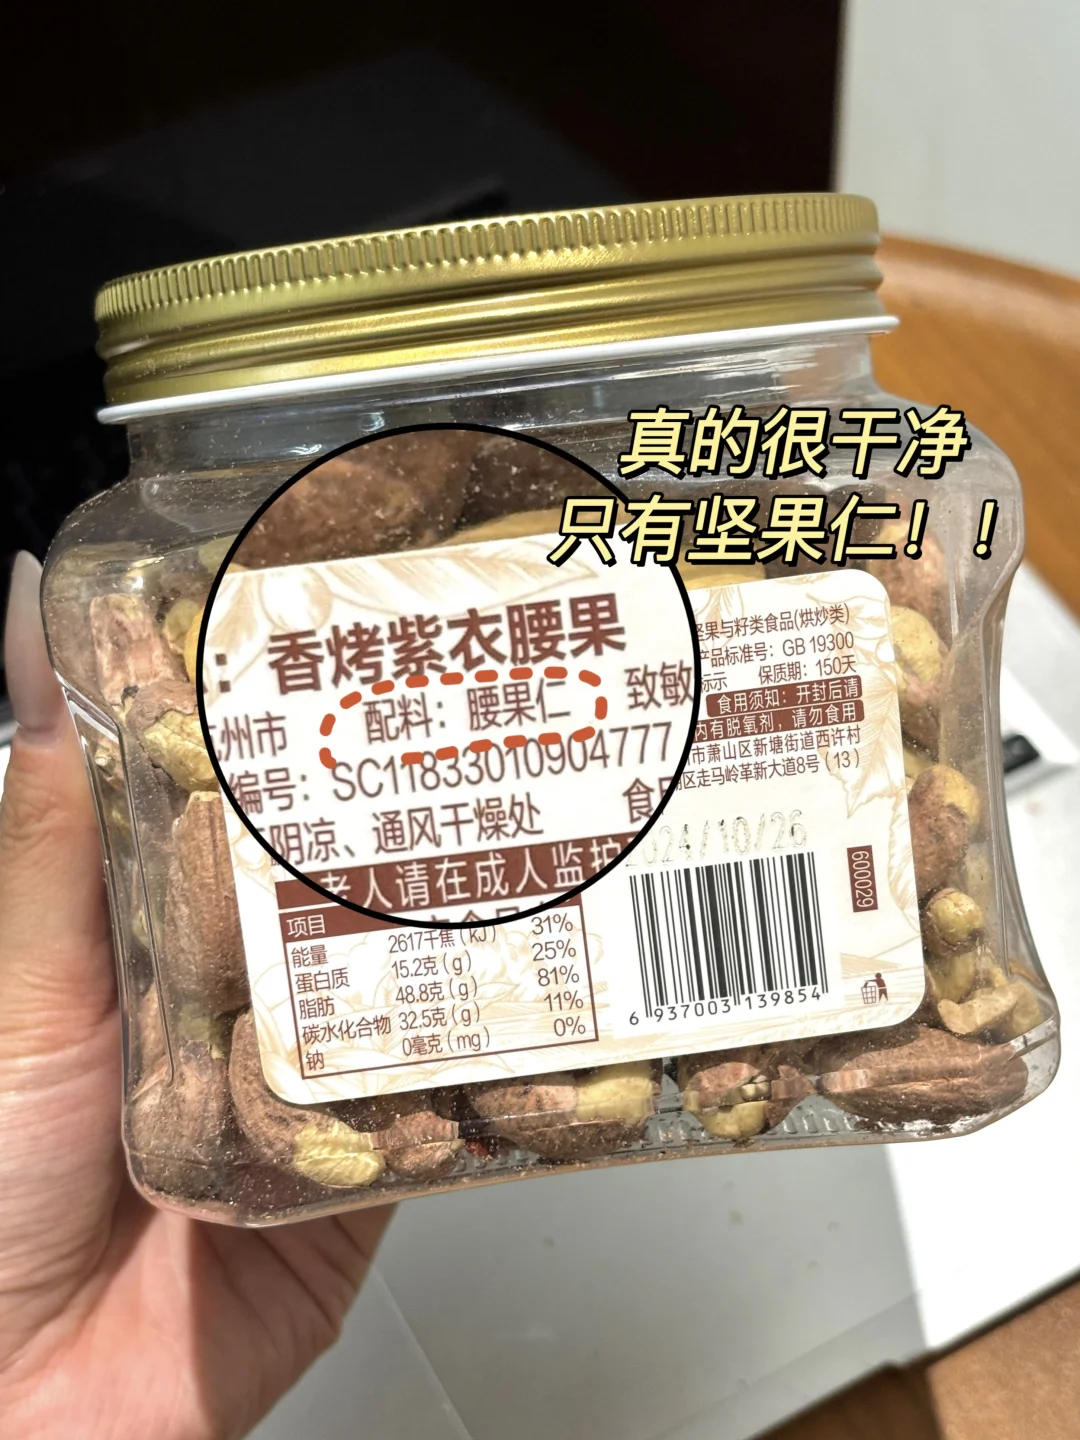 真的很干净
只有坚果仁！！
：香烤紫衣腰果
配料：腰果仁
致敏
州市
编号：SC11833010904777
阴凉、通风干燥处
食
老人请在成人监护
坚果与籽类食品(烘炒类)
产品标准号：GB 19300
标示 保质期：150天
食用须知：开封后请
内有脱氧剂，请勿食用
市萧山区新塘街道西许村
区走马岭革新大道8号（13）
2024/10/26
600029
项目
能量 2617千焦（kJ） 31%
蛋白质 15.2克（g） 25%
脂肪 48.8克（g） 81%
碳水化合物 32.5克（g） 11%
钠 0毫克（mg） 0%
6 937003 139854